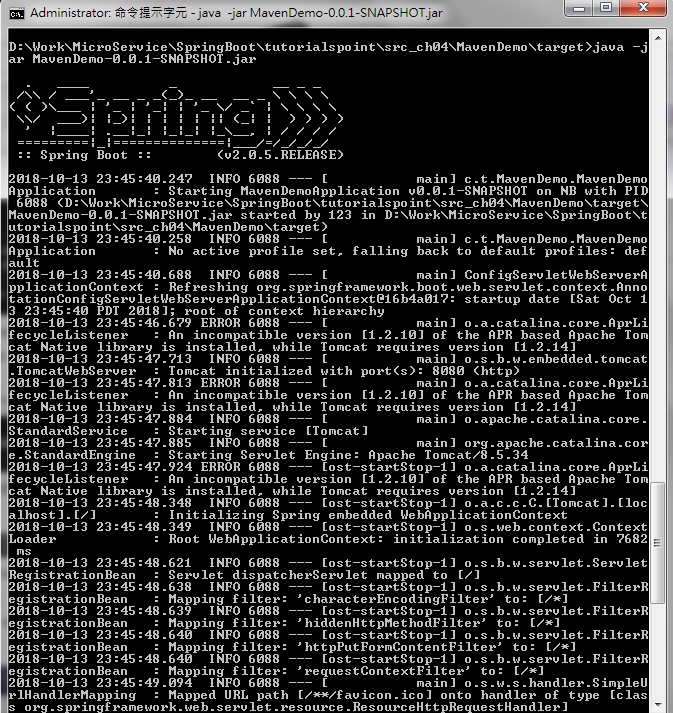 Administrator: 命令提示字元 - java  -jar MavenDemo-0.0.1-SNAPSHOT.jar
D:\Work\MicroService\SpringBoot\tutorialspoint\src_ch04\MavenDemo\target>java -j
ar MavenDemo-0.0.1-SNAPSHOT.jar
Spring
:: Spring Boot ::        (v2.0.5.RELEASE)
2018-10-13 23:45:40.247  INFO 6088 --- [           main] c.t.MavenDemo.MavenDemo
Application       : Starting MavenDemoApplication v0.0.1-SNAPSHOT on NB with PID
 6088 (D:\Work\MicroService\SpringBoot\tutorialspoint\src_ch04\MavenDemo\target\
MavenDemo-0.0.1-SNAPSHOT.jar started by 123 in D:\Work\MicroService\SpringBoot\t
utorialspoint\src_ch04\MavenDemo\target)
2018-10-13 23:45:40.258  INFO 6088 --- [           main] c.t.MavenDemo.MavenDemo
Application       : No active profile set, falling back to default profiles: def
ault
2018-10-13 23:45:40.688  INFO 6088 --- [           main] ConfigServletWebServerA
pplicationContext : Refreshing org.springframework.boot.web.servlet.context.Anno
tationConfigServletWebServerApplicationContext@16b4a017: startup date [Sat Oct 1
3 23:45:40 PDT 2018]; root of context hierarchy
2018-10-13 23:45:46.679 ERROR 6088 --- [           main] o.a.catalina.core.AprLi
fecycleListener   : An incompatible version [1.2.10] of the APR based Apache Tom
cat Native library is installed, while Tomcat requires version [1.2.14]
2018-10-13 23:45:47.713  INFO 6088 --- [           main] o.s.b.w.embedded.tomcat
.TomcatWebServer  : Tomcat initialized with port(s): 8080 (http)
2018-10-13 23:45:47.813 ERROR 6088 --- [           main] o.a.catalina.core.AprLi
fecycleListener   : An incompatible version [1.2.10] of the APR based Apache Tom
cat Native library is installed, while Tomcat requires version [1.2.14]
2018-10-13 23:45:47.884  INFO 6088 --- [           main] o.apache.catalina.core.
StandardService   : Starting service [Tomcat]
2018-10-13 23:45:47.885  INFO 6088 --- [           main] org.apache.catalina.cor
e.StandardEngine  : Starting Servlet Engine: Apache Tomcat/8.5.34
2018-10-13 23:45:47.924 ERROR 6088 --- [ost-startStop-1] o.a.catalina.core.AprLi
fecycleListener   : An incompatible version [1.2.10] of the APR based Apache Tom
cat Native library is installed, while Tomcat requires version [1.2.14]
2018-10-13 23:45:48.348  INFO 6088 --- [ost-startStop-1] o.a.c.c.C.[Tomcat].[loc
alhost].[/]       : Initializing Spring embedded WebApplicationContext
2018-10-13 23:45:48.349  INFO 6088 --- [ost-startStop-1] o.s.web.context.Context
Loader            : Root WebApplicationContext: initialization completed in 7682
 ms
2018-10-13 23:45:48.621  INFO 6088 --- [ost-startStop-1] o.s.b.w.servlet.Servlet
RegistrationBean  : Servlet dispatcherServlet mapped to [/]
2018-10-13 23:45:48.638  INFO 6088 --- [ost-startStop-1] o.s.b.w.servlet.FilterR
egistrationBean   : Mapping filter: 'characterEncodingFilter' to: [/*]
2018-10-13 23:45:48.639  INFO 6088 --- [ost-startStop-1] o.s.b.w.servlet.FilterR
egistrationBean   : Mapping filter: 'hiddenHttpMethodFilter' to: [/*]
2018-10-13 23:45:48.640  INFO 6088 --- [ost-startStop-1] o.s.b.w.servlet.FilterR
egistrationBean   : Mapping filter: 'httpPutFormContentFilter' to: [/*]
2018-10-13 23:45:48.640  INFO 6088 --- [ost-startStop-1] o.s.b.w.servlet.FilterR
egistrationBean   : Mapping filter: 'requestContextFilter' to: [/*]
2018-10-13 23:45:49.094  INFO 6088 --- [           main] o.s.w.s.handler.SimpleU
rlHandlerMapping  : Mapped URL path [/**/favicon.ico] onto handler of type [clas
s org.springframework.web.servlet.resource.ResourceHttpRequestHandler]